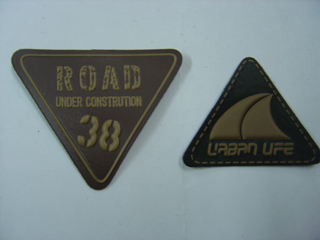 ROAD
UNDER CONSTRUTION
38
URBAN LIFE